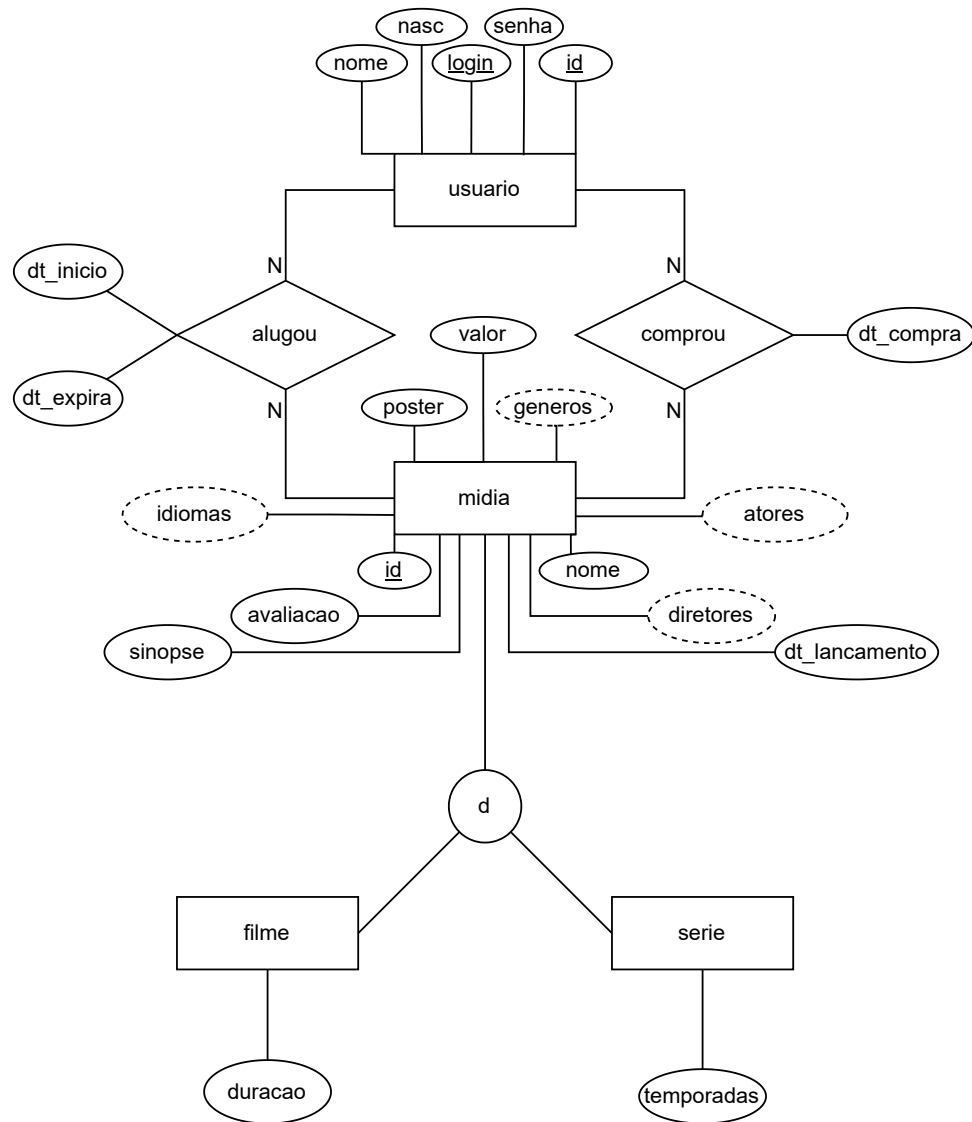 nasc
senha
nome
login
id
usuario
N
N
dt_inicio
alugou
valor
comprou
dt_compra
dt_expira
N
poster
generos
N
midia
idiomas
atores
id
nome
avaliacao
diretores
sinopse
dt_lancamento
d
filme
serie
duracao
temporadas